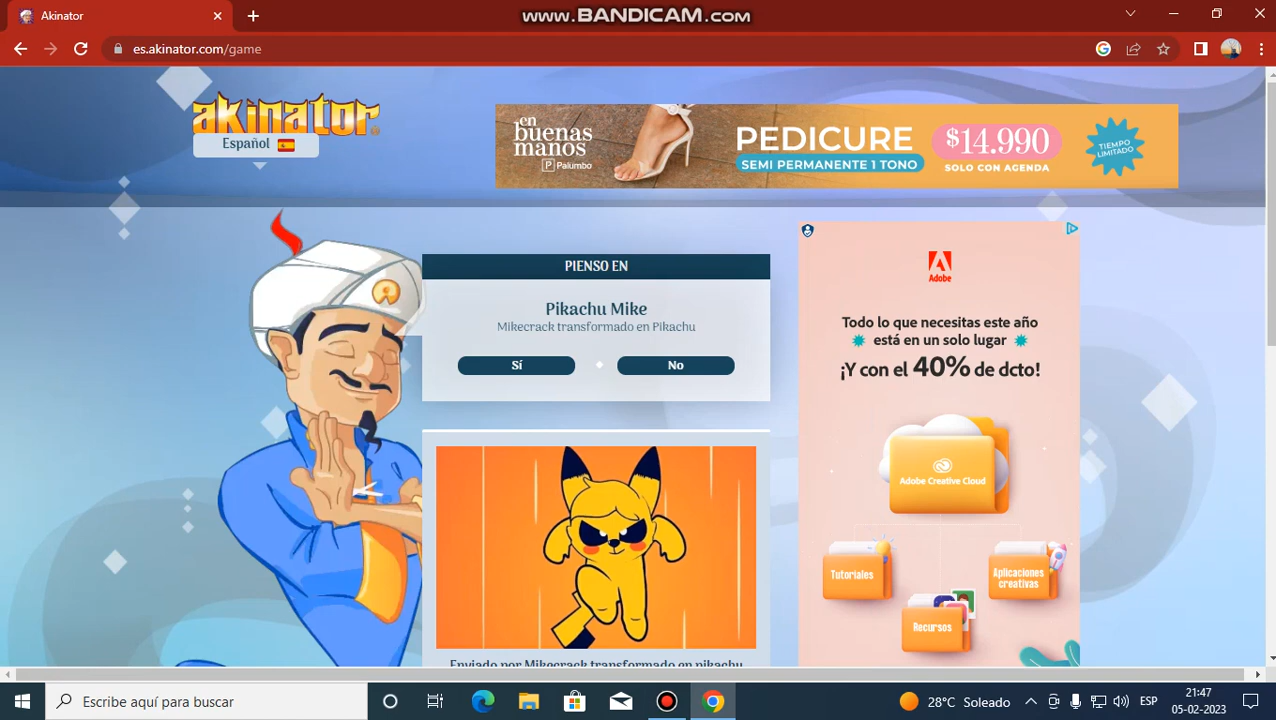 Akinator
www.BANDICAM.com
es.akinator.com/game
akinator
Español
en
buenas
manos
P Palumbo
PEDICURE
SEMI PERMANENTE 1 TONO
$14.990
SOLO CON AGENDA
TIEMPO
LIMITADO
PIENSO EN
Pikachu Mike
Mikecrack transformado en Pikachu
Sí
No
Enviado por Mikecrack transformado en pikachu
Adobe
Todo lo que necesitas este año
está en un solo lugar
¡Y con el 40% de dcto!
Adobe Creative Cloud
Tutoriales
Aplicaciones
creativas
Recursos
Escribe aquí para buscar
28°C Soleado
ESP
21:47
05-02-2023